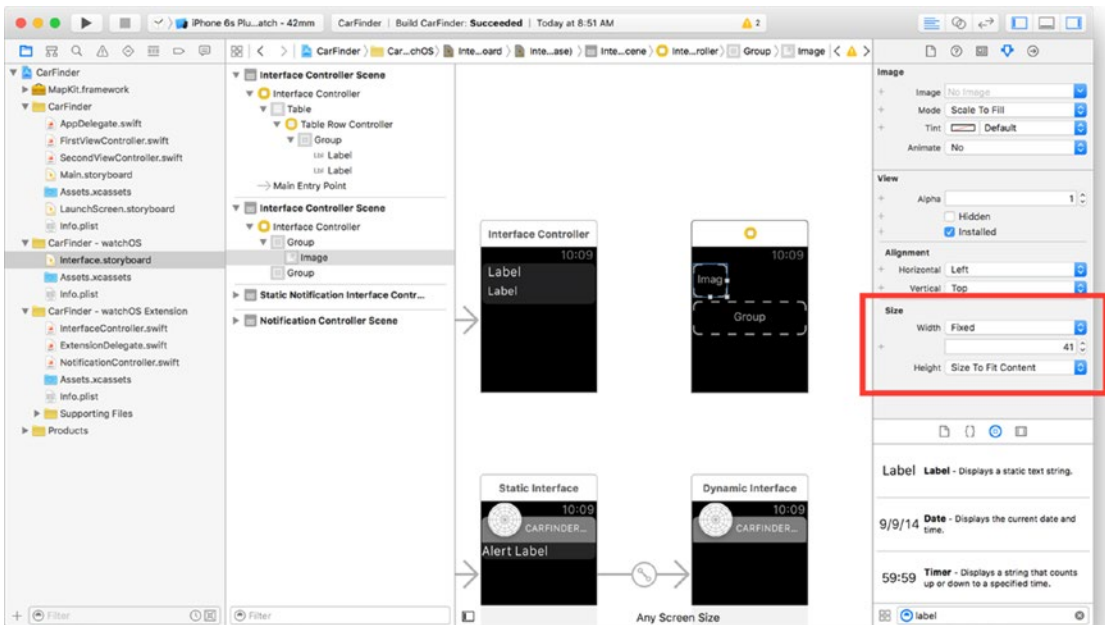 iPhone 6s Plu...atch - 42mm
CarFinder | Build CarFinder: Succeeded | Today at 8:51 AM
2
CarFinder
Car...chOS
Inte...oard
Inte...ase)
Inte...cene
Inte...roller
Group
Image
CarFinder
MapKit.framework
CarFinder
AppDelegate.swift
FirstViewController.swift
SecondViewController.swift
Main.storyboard
Assets.xcassets
LaunchScreen.storyboard
Info.plist
CarFinder - watchOS
Interface.storyboard
Assets.xcassets
Info.plist
CarFinder - watchOS Extension
InterfaceController.swift
ExtensionDelegate.swift
NotificationController.swift
Assets.xcassets
Info.plist
Supporting Files
Products
Filter
Interface Controller Scene
Interface Controller
Table
Table Row Controller
Group
Lbl Label
Lbl Label
Main Entry Point
Interface Controller Scene
Interface Controller
Group
Image
Group
Static Notification Interface Contr...
Notification Controller Scene
Filter
Interface Controller
10:09
Label
Label
10:09
Imag
Group
Static Interface
10:09
CARFINDER...
Alert Label
Dynamic Interface
10:09
CARFINDER...
Any Screen Size
Image
Image No Image
Mode Scale To Fill
Tint Default
Animate No
View
Alpha 1
Hidden
Installed
Alignment
Horizontal Left
Vertical Top
Size
Width Fixed
41
Height Size To Fit Content
Label Label - Displays a static text string.
9/9/14 Date - Displays the current date and
time.
59:59 Timer - Displays a string that counts
up or down to a specified time.
label